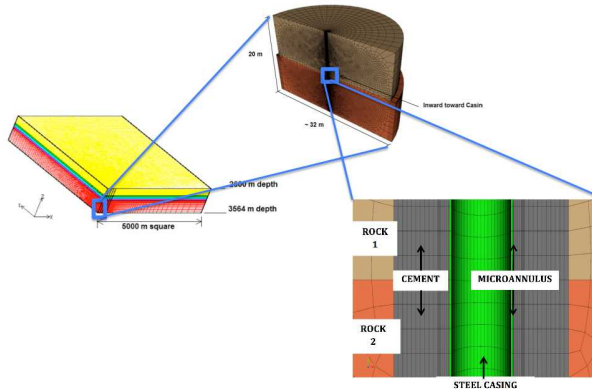 20 m
Inward toward Casin
~ 32 m
3500 m depth
3564 m depth
5000 m square
ROCK
1
CEMENT
MICROANNULUS
ROCK
2
STEEL CASING